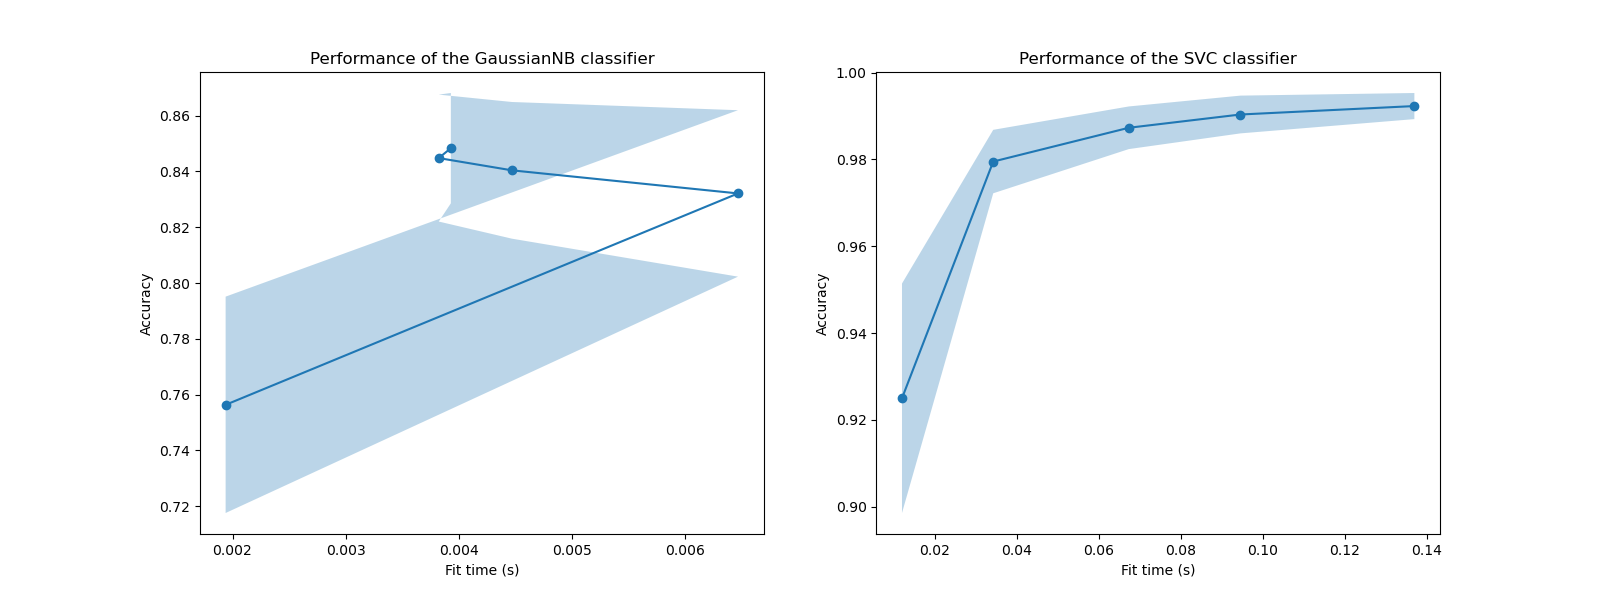 Performance of the GaussianNB classifier
Accuracy
0.86
0.84
0.82
0.80
0.78
0.76
0.74
0.72
0.002 0.003 0.004 0.005 0.006
Fit time (s)
Performance of the SVC classifier
Accuracy
1.00
0.98
0.96
0.94
0.92
0.90
0.02 0.04 0.06 0.08 0.10 0.12 0.14
Fit time (s)